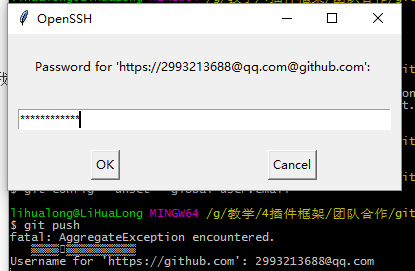 OpenSSH
Password for 'https://2993213688@qq.com@github.com':
************
OK
Cancel
lihualong@LiHuaLong MINGW64 /g/教学/4插件框架/团队合作/git
$ git push
fatal: AggregateException encountered.
Username for 'https://github.com': 2993213688@qq.com